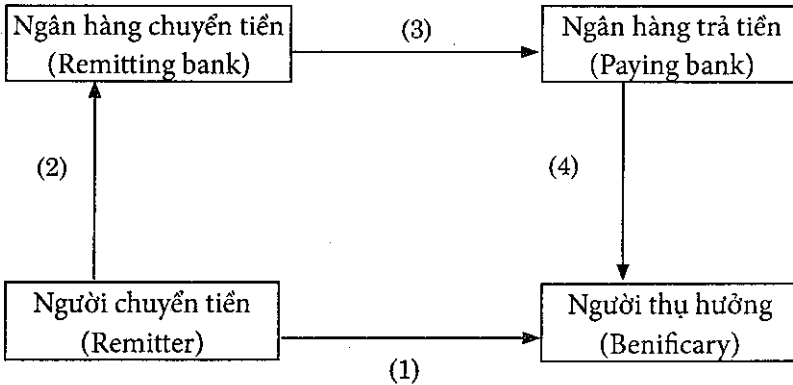 Ngân hàng chuyển tiền
(Remitting bank)
(3)
Ngân hàng trả tiền
(Paying bank)
(2)
(4)
Người chuyển tiền
(Remitter)
(1)
Người thụ hưởng
(Benificary)